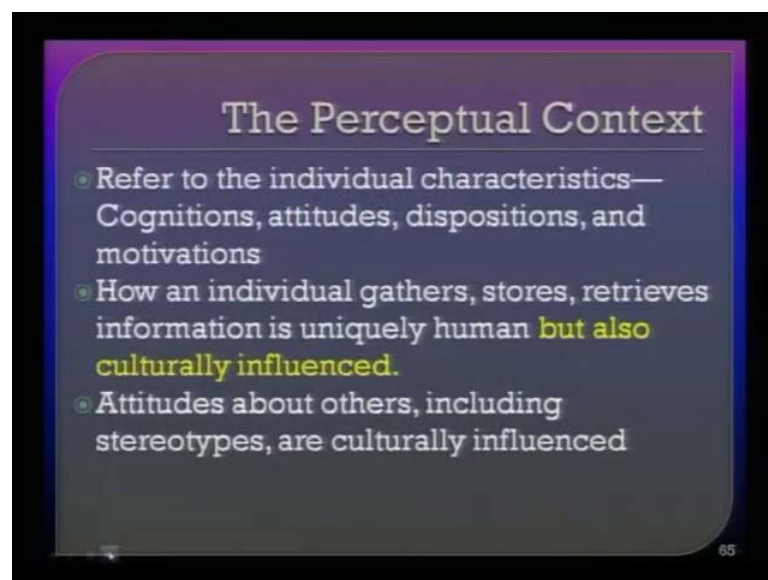 The Perceptual Context
Refer to the individual characteristics—
Cognitions, attitudes, dispositions, and
motivations
How an individual gathers, stores, retrieves
information is uniquely human but also
culturally influenced.
Attitudes about others, including
stereotypes, are culturally influenced
65